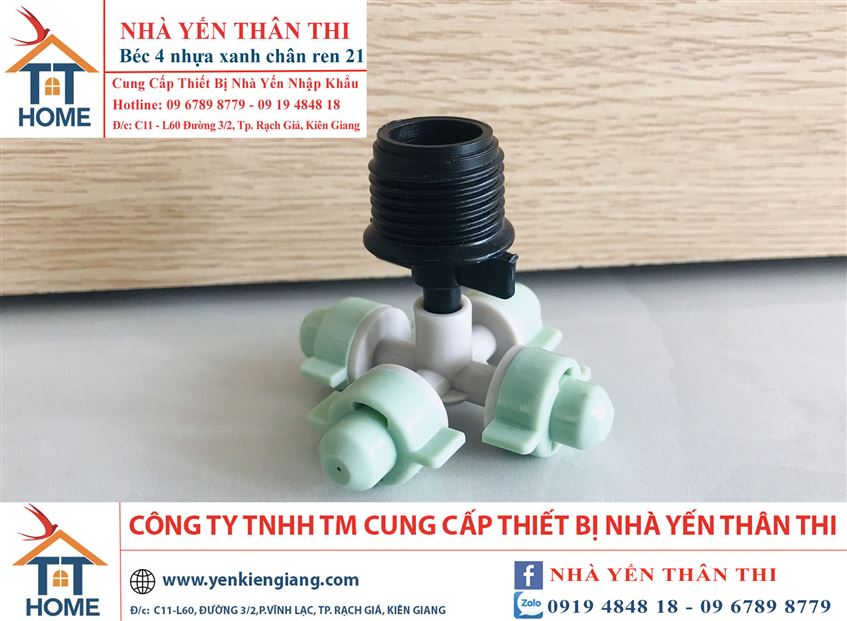 TT
HOME
NHÀ YẾN THÂN THI
Béc 4 nhựa xanh chân ren 21
Cung Cấp Thiết Bị Nhà Yến Nhập Khẩu
Hotline: 09 6789 8779 - 09 19 4848 18
Đ/c: C11 - L60 Đường 3/2, Tp. Rạch Giá, Kiên Giang
TT
HOME
CÔNG TY TNHH TM CUNG CẤP THIẾT BỊ NHÀ YẾN THÂN THI
www.yenkiengiang.com
Đ/c: C11-L60, ĐƯỜNG 3/2,P.VĨNH LẠC, TP. RẠCH GIÁ, KIÊN GIANG
f NHÀ YẾN THÂN THI
Zalo 0919 4848 18 - 09 6789 8779